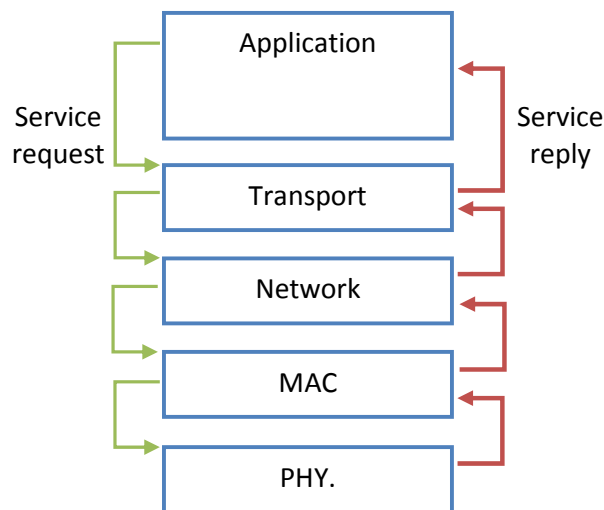 Application
Service
request
Service
reply
Transport
Network
MAC
PHY.